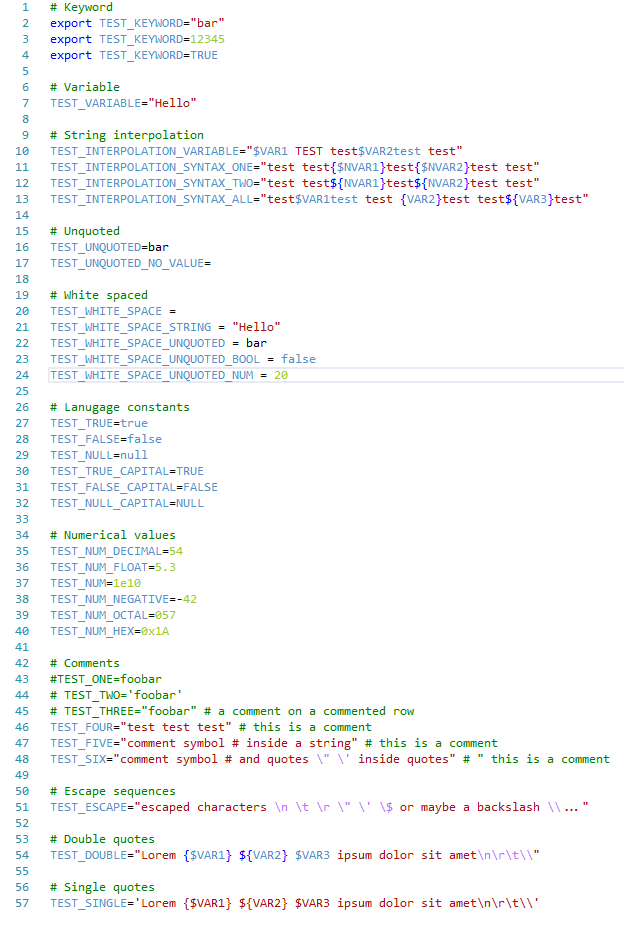 1 # Keyword
2 export TEST_KEYWORD="bar"
3 export TEST_KEYWORD=12345
4 export TEST_KEYWORD=TRUE
5
6 # Variable
7 TEST_VARIABLE="Hello"
8
9 # String interpolation
10 TEST_INTERPOLATION_VARIABLE="$VAR1 TEST test$VAR2test test"
11 TEST_INTERPOLATION_SYNTAX_ONE="test test{$NVAR1}test{$NVAR2}test test"
12 TEST_INTERPOLATION_SYNTAX_TWO="test test${NVAR1}test${NVAR2}test test"
13 TEST_INTERPOLATION_SYNTAX_ALL="test$VAR1test test {VAR2}test test${VAR3}test"
14
15 # Unquoted
16 TEST_UNQUOTED=bar
17 TEST_UNQUOTED_NO_VALUE=
18
19 # White spaced
20 TEST_WHITE_SPACE =
21 TEST_WHITE_SPACE_STRING = "Hello"
22 TEST_WHITE_SPACE_UNQUOTED = bar
23 TEST_WHITE_SPACE_UNQUOTED_BOOL = false
24 TEST_WHITE_SPACE_UNQUOTED_NUM = 20
25
26 # Lanugage constants
27 TEST_TRUE=true
28 TEST_FALSE=false
29 TEST_NULL=null
30 TEST_TRUE_CAPITAL=TRUE
31 TEST_FALSE_CAPITAL=FALSE
32 TEST_NULL_CAPITAL=NULL
33
34 # Numerical values
35 TEST_NUM_DECIMAL=54
36 TEST_NUM_FLOAT=5.3
37 TEST_NUM=1e10
38 TEST_NUM_NEGATIVE=-42
39 TEST_NUM_OCTAL=057
40 TEST_NUM_HEX=0x1A
41
42 # Comments
43 #TEST_ONE=foobar
44 # TEST_TWO='foobar'
45 # TEST_THREE="foobar" # a comment on a commented row
46 TEST_FOUR="test test test" # this is a comment
47 TEST_FIVE="comment symbol # inside a string" # this is a comment
48 TEST_SIX="comment symbol # and quotes \" \' inside quotes" # " this is a comment
49
50 # Escape sequences
51 TEST_ESCAPE="escaped characters \n \t \r \" \' \$ or maybe a backslash \\..."
52
53 # Double quotes
54 TEST_DOUBLE="Lorem {$VAR1} ${VAR2} $VAR3 ipsum dolor sit amet\n\r\t\\"
55
56 # Single quotes
57 TEST_SINGLE='Lorem {$VAR1} ${VAR2} $VAR3 ipsum dolor sit amet\n\r\t\\'